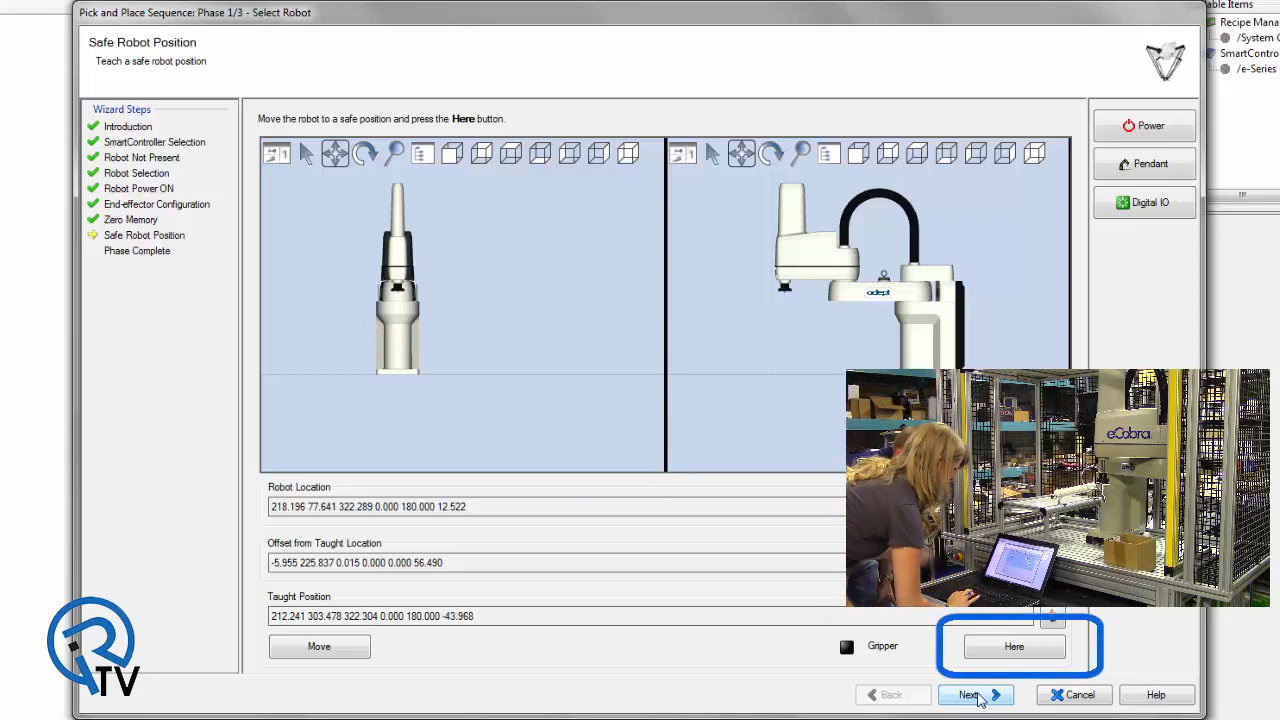 Pick and Place Sequence: Phase 1/3 - Select Robot
Safe Robot Position
Teach a safe robot position
Wizard Steps
Introduction
SmartController Selection
Robot Not Present
Robot Selection
Robot Power ON
End-effector Configuration
Zero Memory
Safe Robot Position
Phase Complete
Move the robot to a safe position and press the Here button.
adept
Robot Location
218.196 77.641 322.289 0.000 180.000 12.522
Offset from Taught Location
-5.955 225.837 0.015 0.000 0.000 56.490
Taught Position
212.241 303.478 322.304 0.000 180.000 -43.968
Move
Gripper
Here
Back
Next
Cancel
Help
Power
Pendant
Digital IO
Items
Recipe
/System
/e-Series
eCobra
TV